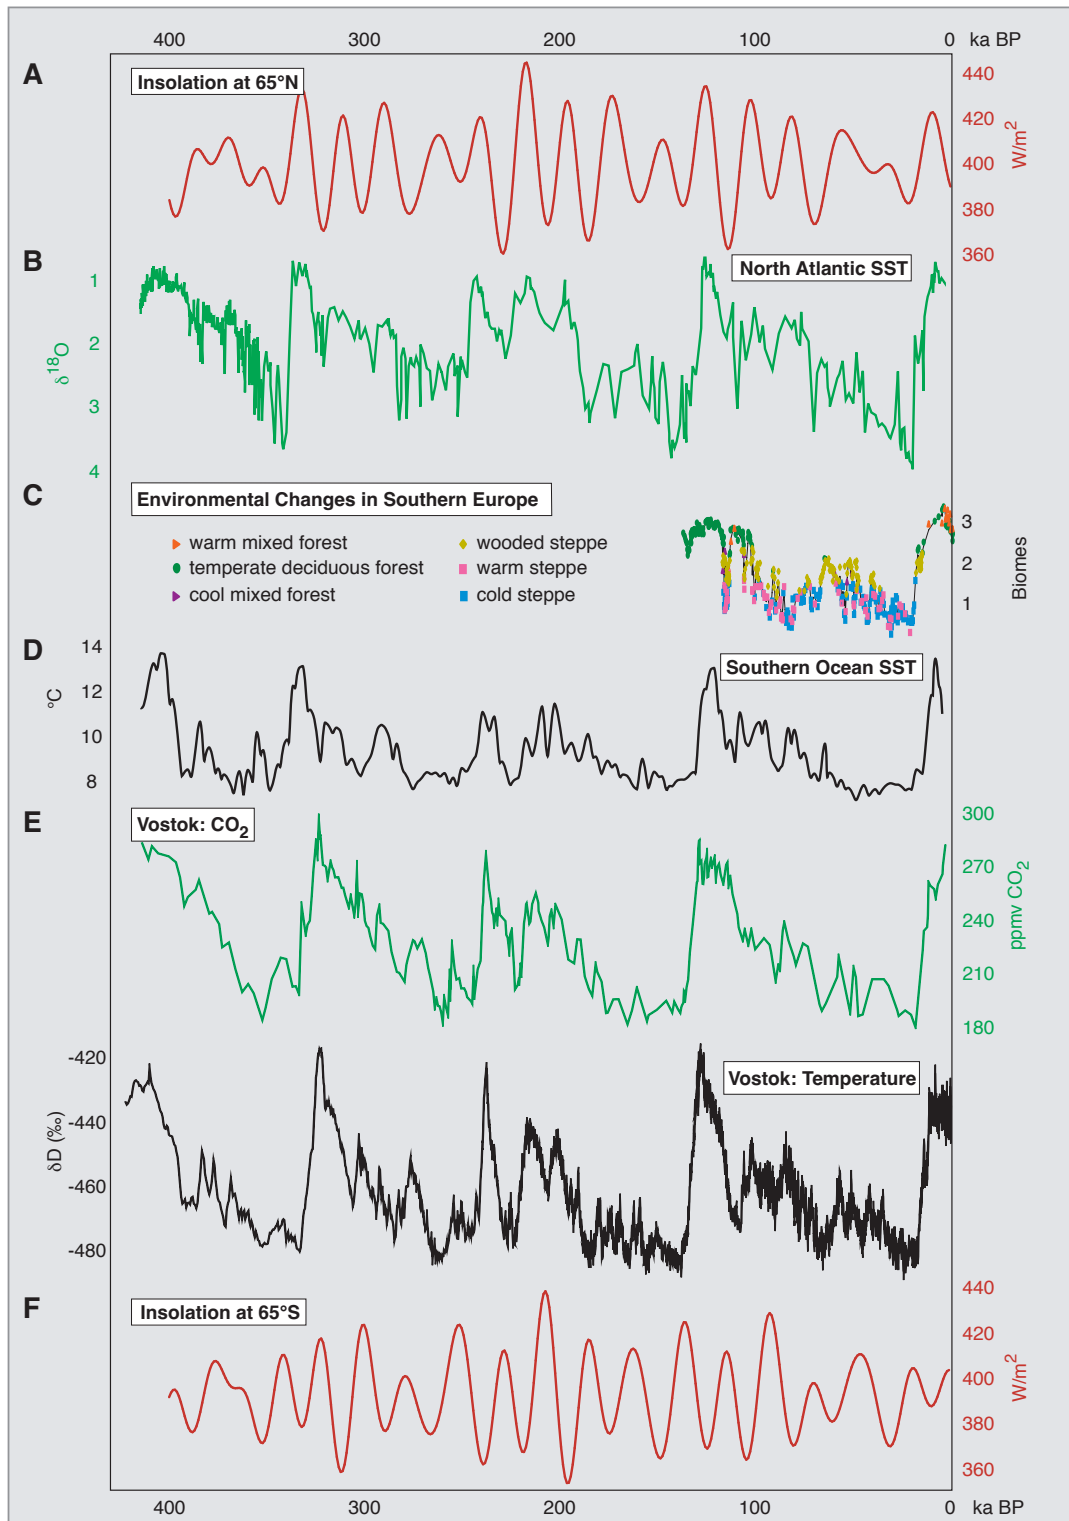 400 300 200 100 0 ka BP
A
Insolation at 65°N
440
420
400
380
360
W/m²
B
North Atlantic SST
1
2
3
4
δ ¹⁸O
C
Environmental Changes in Southern Europe
warm mixed forest
temperate deciduous forest
cool mixed forest
wooded steppe
warm steppe
cold steppe
3
2
1
Biomes
D
Southern Ocean SST
14
12
10
8
°C
E
Vostok: CO₂
300
270
240
210
180
ppmv CO₂
Vostok: Temperature
-420
-440
-460
-480
δD (‰)
F
Insolation at 65°S
440
420
400
380
360
W/m²
400 300 200 100 0 ka BP